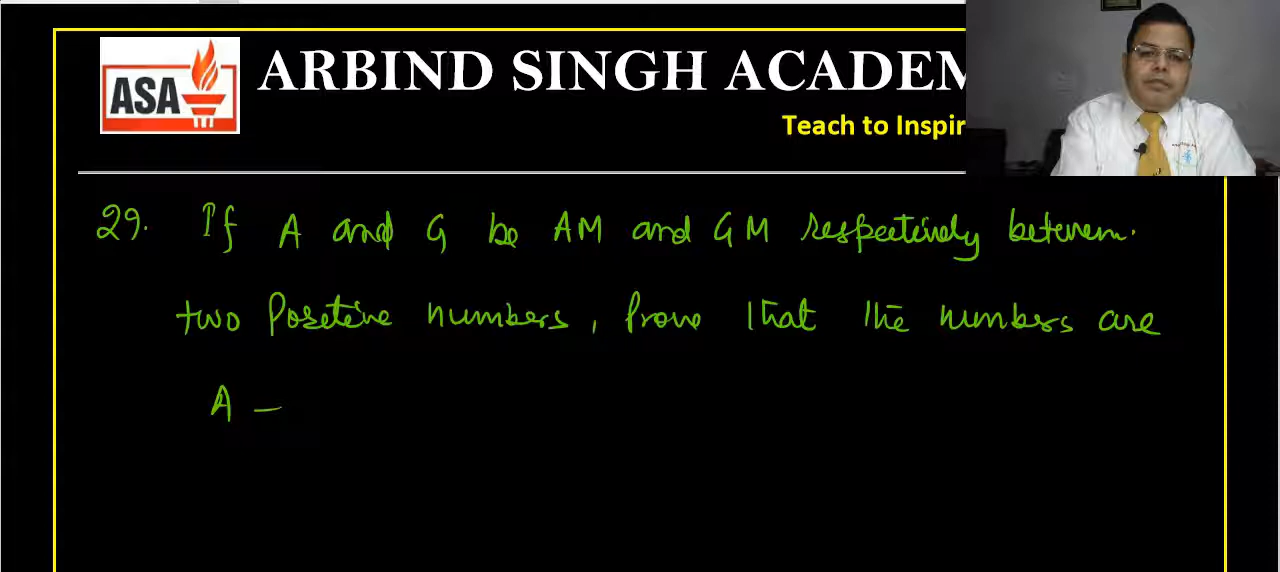 ASA
ARBIND SINGH ACADEM
Teach to Inspir
29. If A and G be AM and GM respectively between
two Positive numbers, Prove that the numbers are
A –